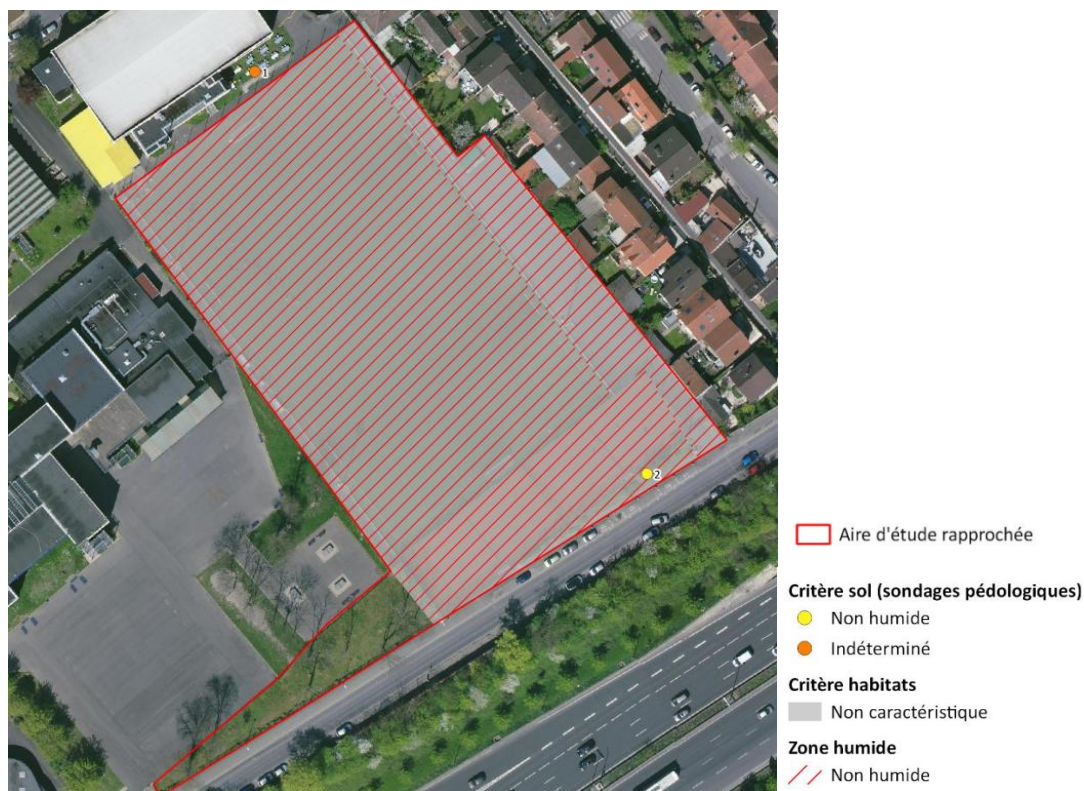 1
2
Aire d'étude rapprochée
Critère sol (sondages pédologiques)
Non humide
Indéterminé
Critère habitats
Non caractéristique
Zone humide
Non humide